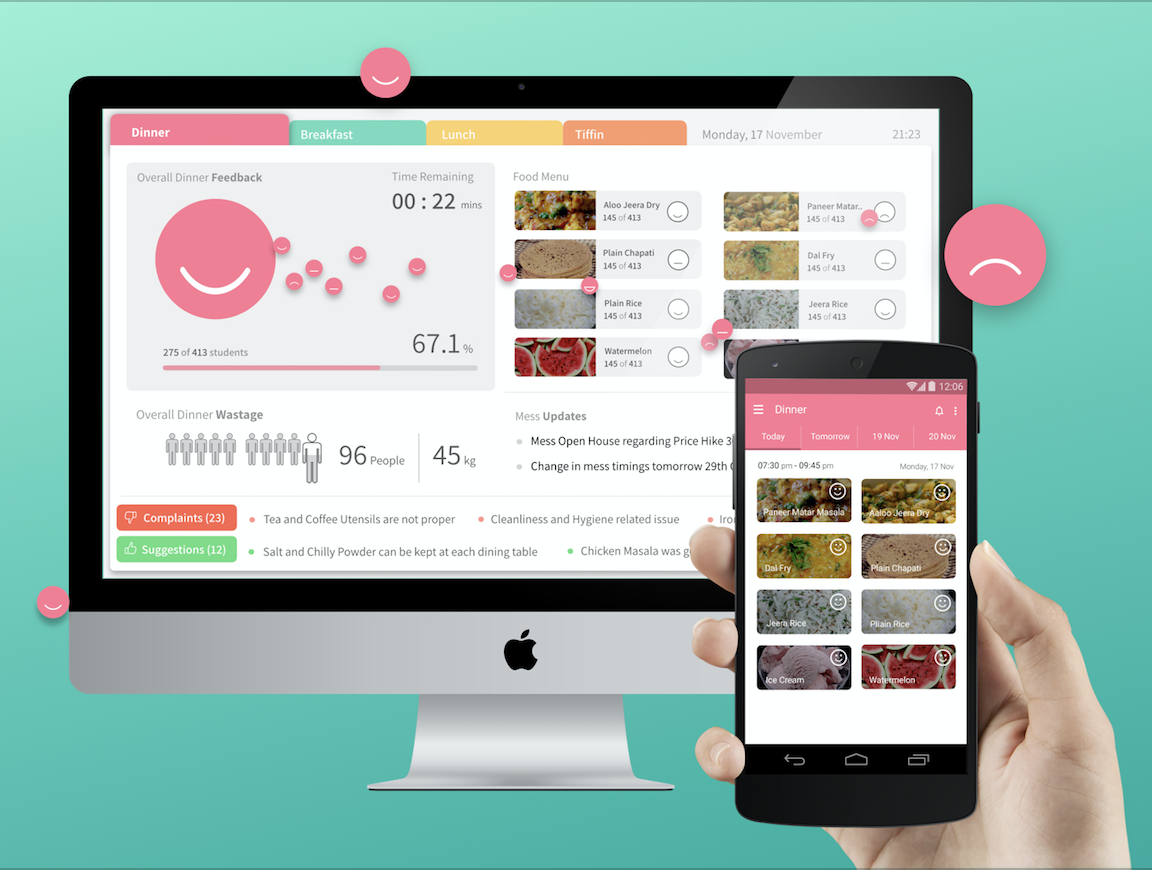 Dinner
Breakfast
Lunch
Tiffin
Monday, 17 November
21:23
Overall Dinner Feedback
Time Remaining
00 : 22 mins
275 of 413 students
67.1 %
Food Menu
Aloo Jeera Dry
145 of 413
Paneer Matar..
145 of 413
Plain Chapati
145 of 413
Dal Fry
145 of 413
Plain Rice
145 of 413
Jeera Rice
145 of 413
Watermelon
145 of 413
Overall Dinner Wastage
96 People
45 kg
Mess Updates
Mess Open House regarding Price Hike
Change in mess timings tomorrow 29th
Complaints (23)
Tea and Coffee Utensils are not proper
Cleanliness and Hygiene related issue
Suggestions (12)
Salt and Chilly Powder can be kept at each dining table
Chicken Masala was
12:06
Dinner
Today
Tomorrow
19 Nov
20 Nov
07:30 pm - 09:45 pm
Monday, 17 Nov
Paneer Matar Masala
Aaloo Jeera Dry
Dal Fry
Plain Chapati
Jeera Rice
Pliain Rice
Ice Cream
Watermelon